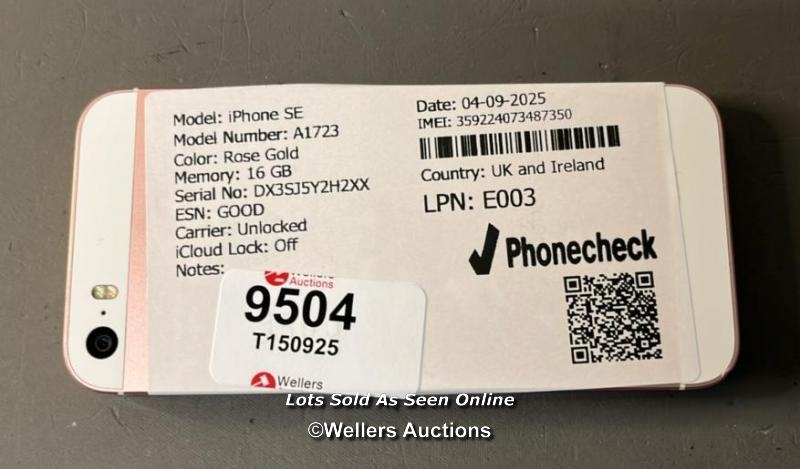 Model: iPhone SE
Model Number: A1723
Color: Rose Gold
Memory: 16 GB
Serial No: DX3SJ5Y2H2XX
ESN: GOOD
Carrier: Unlocked
iCloud Lock: Off
Notes:
Date: 04-09-2025
IMEI: 359224073487350
Country: UK and Ireland
LPN: E003
Phonecheck
Wellers
Auctions
9504
T150925
Wellers
Lots Sold As Seen Online
©Wellers Auctions